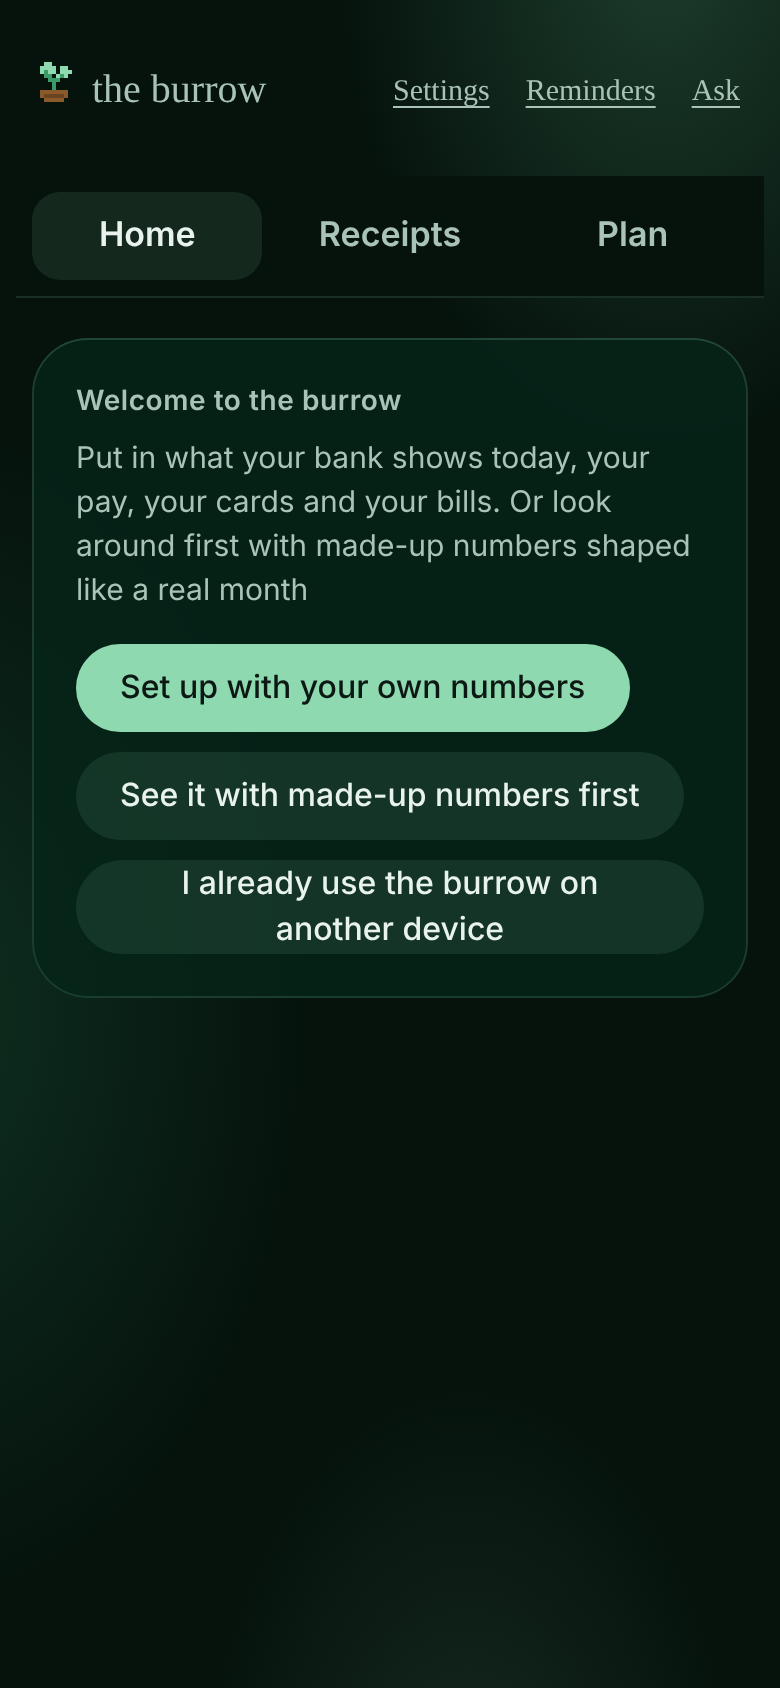 the burrow
Settings Reminders Ask
Home Receipts Plan
Welcome to the burrow
Put in what your bank shows today, your
pay, your cards and your bills. Or look
around first with made-up numbers shaped
like a real month
Set up with your own numbers
See it with made-up numbers first
I already use the burrow on
another device